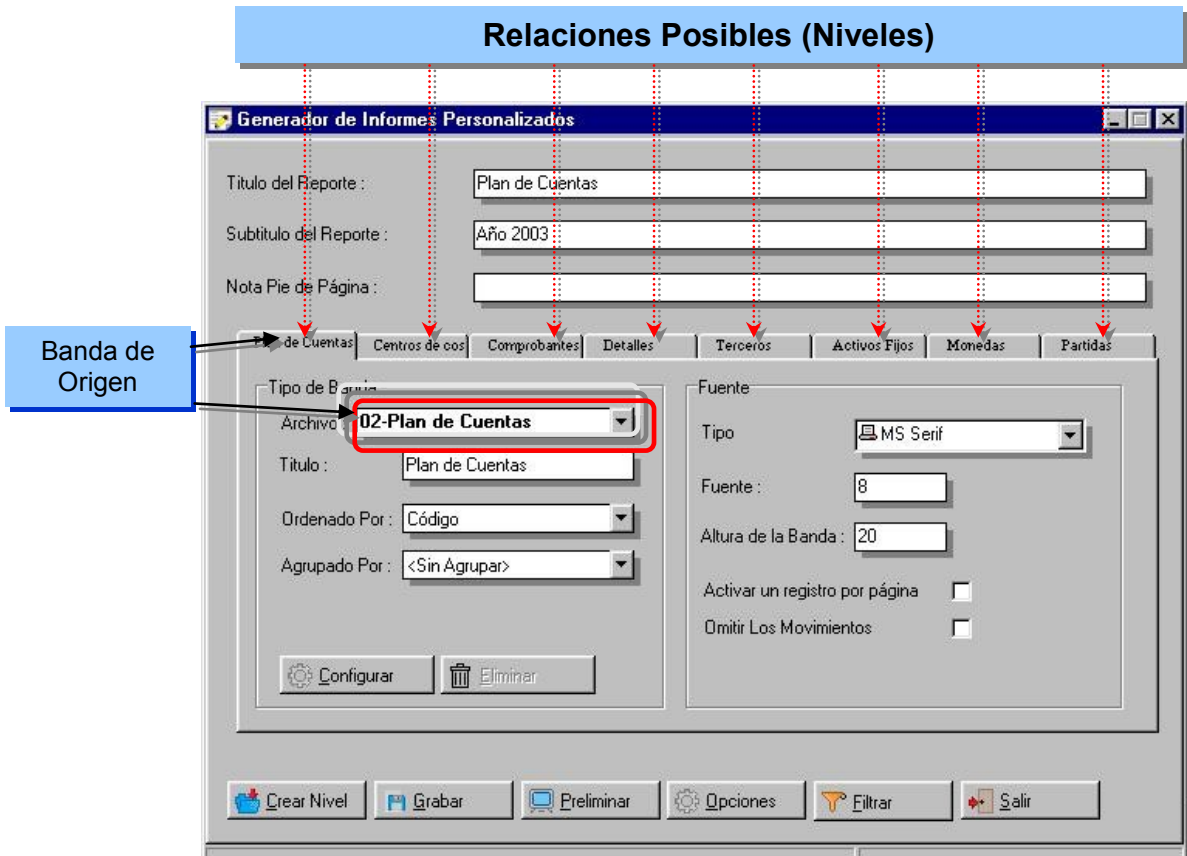 Relaciones Posibles (Niveles)
Generador de Informes Personalizados
Titulo del Reporte :
Plan de Cuentas
Subtitulo del Reporte :
Año 2003
Nota Pie de Página :
Banda de
Origen
de Cuentas
Centros de cos
Comprobantes
Detalles
Terceros
Activos Fijos
Monedas
Partidas
Tipo de Banda
Archivo :
02-Plan de Cuentas
Titulo :
Plan de Cuentas
Ordenado Por :
Código
Agrupado Por :
<Sin Agrupar>
Configurar
Eliminar
Fuente
Tipo
MS Serif
Fuente :
8
Altura de la Banda :
20
Activar un registro por página
Omitir Los Movimientos
Crear Nivel
Grabar
Preliminar
Opciones
Filtrar
Salir